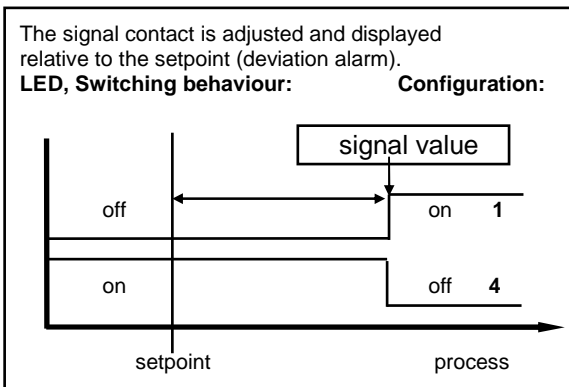 The signal contact is adjusted and displayed
relative to the setpoint (deviation alarm).
LED, Switching behaviour: Configuration:
signal value
off on 1
on off 4
setpoint process